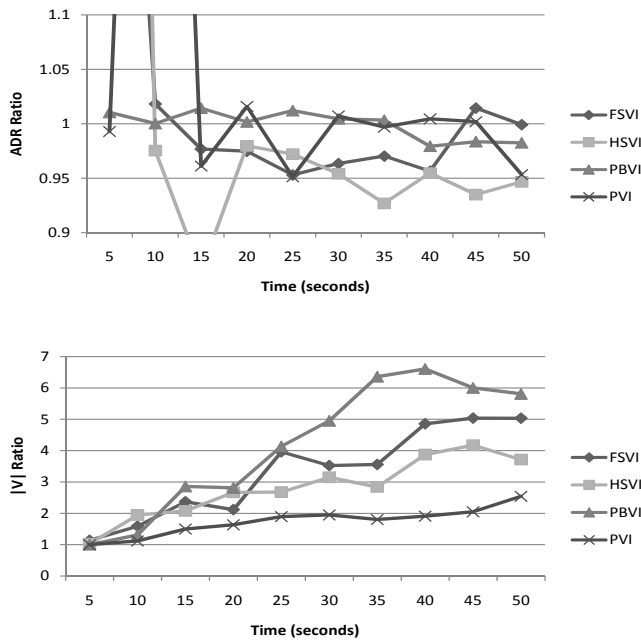 1.1
1.05
1
0.95
0.9
ADR Ratio
5 10 15 20 25 30 35 40 45 50
Time (seconds)
FSVI
HSVI
PBVI
PVI
7
6
5
4
3
2
1
0
|V| Ratio
5 10 15 20 25 30 35 40 45 50
Time (seconds)
FSVI
HSVI
PBVI
PVI